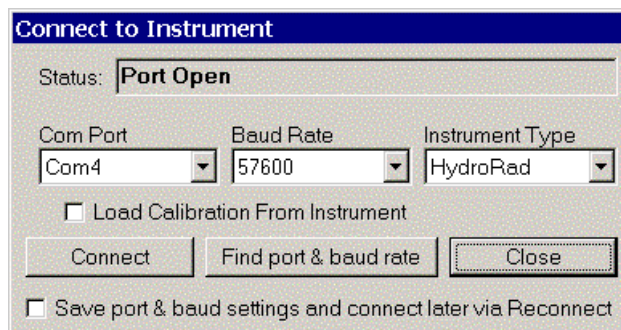 Connect to Instrument
Status: Port Open
Com Port Baud Rate Instrument Type
Com4 57600 HydroRad
Load Calibration From Instrument
Connect Find port & baud rate Close
Save port & baud settings and connect later via Reconnect